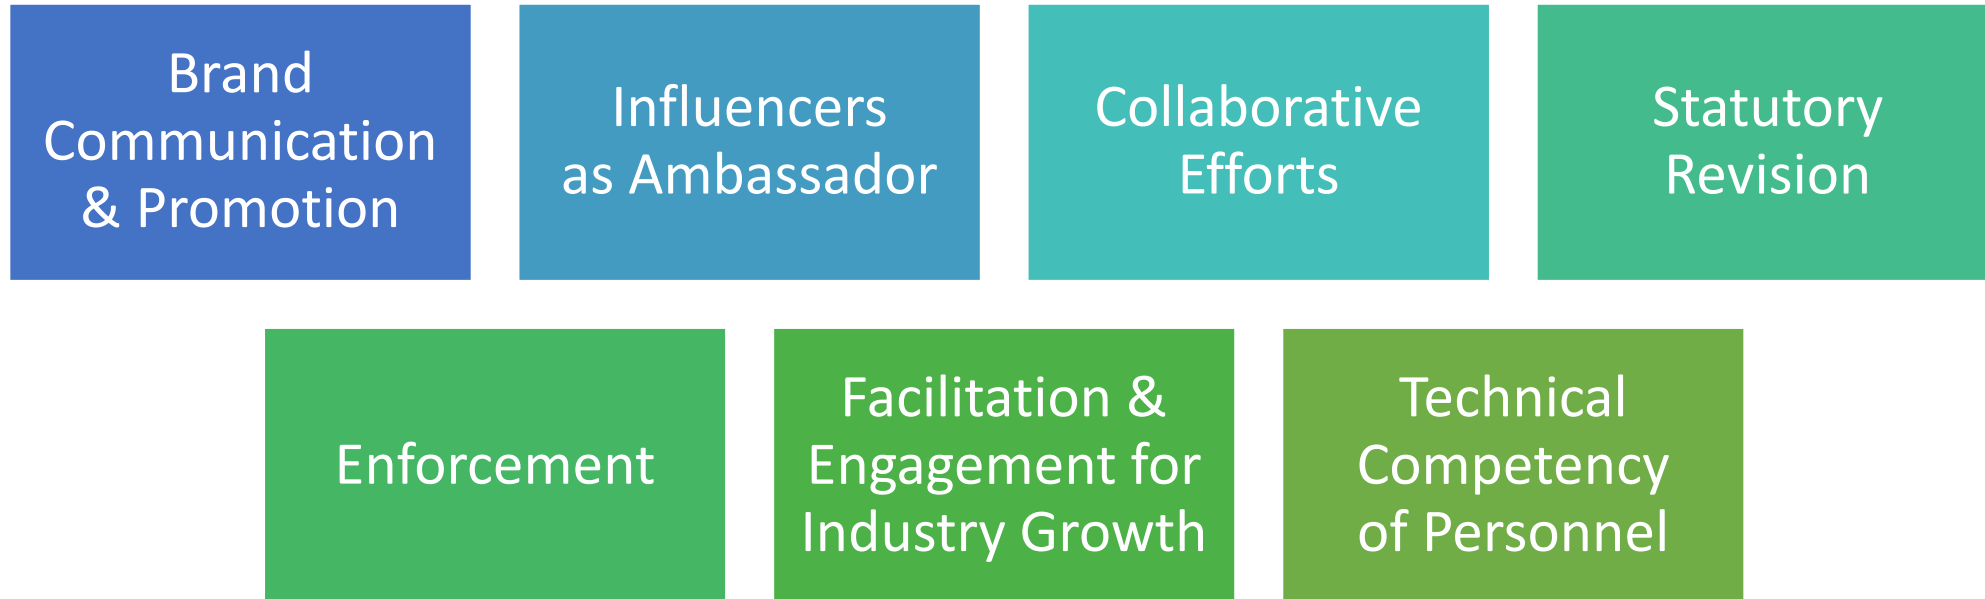 Brand
Communication
& Promotion
Influencers
as Ambassador
Collaborative
Efforts
Statutory
Revision
Enforcement
Facilitation &
Engagement for
Industry Growth
Technical
Competency
of Personnel